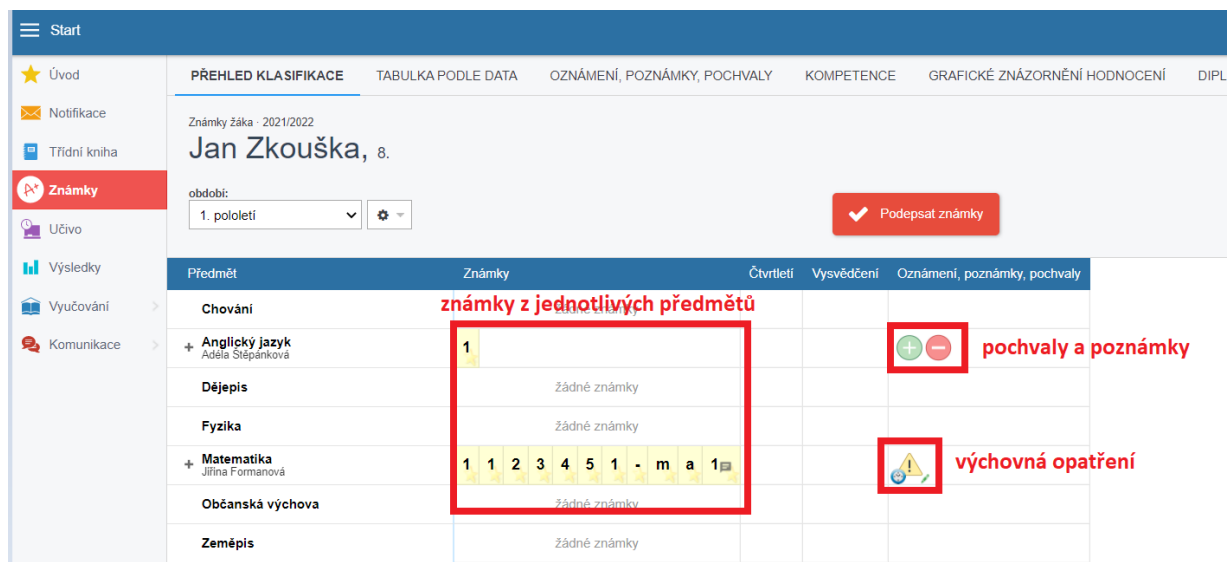 Start
Úvod
Notifikace
Třídní kniha
Známky
Učivo
Výsledky
Vyučování
Komunikace
PŘEHLED KLASIFIKACE TABULKA PODLE DATA OZNÁMENÍ, POZNÁMKY, POCHVALY KOMPETENCE GRAFICKÉ ZNÁZORNĚNÍ HODNOCENÍ DIPL
Známky žáka · 2021/2022
Jan Zkouška, 8.
období:
1. pololetí
Podepsat známky
Předmět Známky Čtvrtletí Vysvědčení Oznámení, poznámky, pochvaly
známky z jednotlivých předmětů
Chování žádné známky
Anglický jazyk 1
Adéla Štěpánková
pochvaly a poznámky
Dějepis žádné známky
Fyzika žádné známky
Matematika 1 1 2 3 4 5 1 - m a 1
Jiřina Formanová
výchovná opatření
Občanská výchova žádné známky
Zeměpis žádné známky